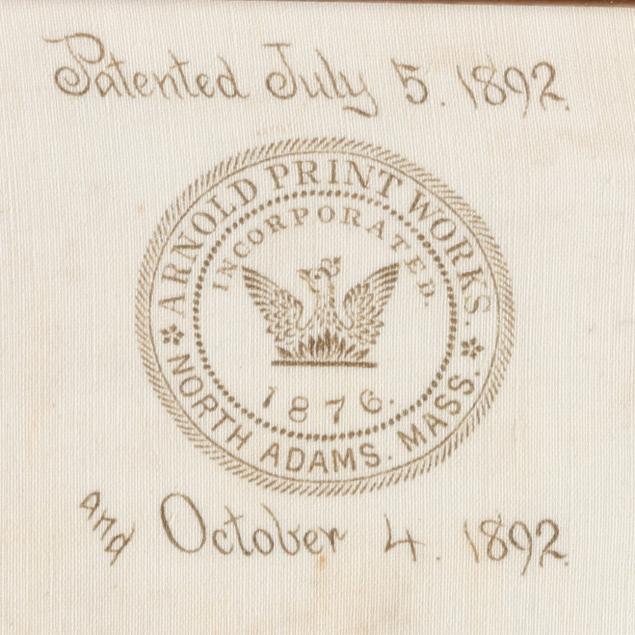 Patented July 5. 1892.
ARNOLD PRINT WORKS.
INCORPORATED.
1876.
NORTH ADAMS. MASS.
and October 4. 1892.